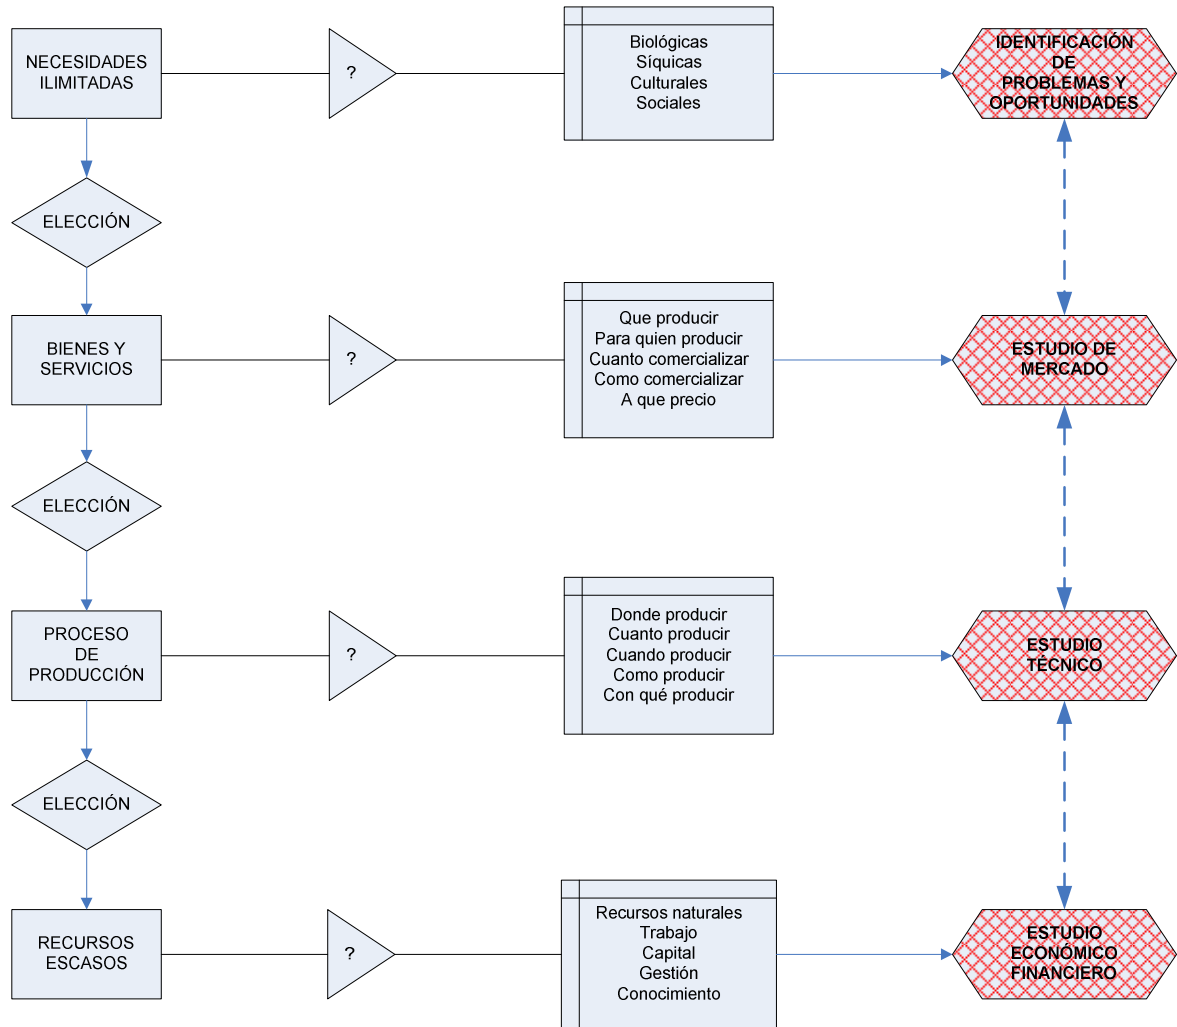 NECESIDADES
ILIMITADAS
?
Biológicas
Síquicas
Culturales
Sociales
IDENTIFICACIÓN
DE
PROBLEMAS Y
OPORTUNIDADES
ELECCIÓN
BIENES Y
SERVICIOS
?
Que producir
Para quien producir
Cuanto comercializar
Como comercializar
A que precio
ESTUDIO DE
MERCADO
ELECCIÓN
PROCESO
DE
PRODUCCIÓN
?
Donde producir
Cuanto producir
Cuando producir
Como producir
Con qué producir
ESTUDIO
TÉCNICO
ELECCIÓN
RECURSOS
ESCASOS
?
Recursos naturales
Trabajo
Capital
Gestión
Conocimiento
ESTUDIO
ECONÓMICO
FINANCIERO